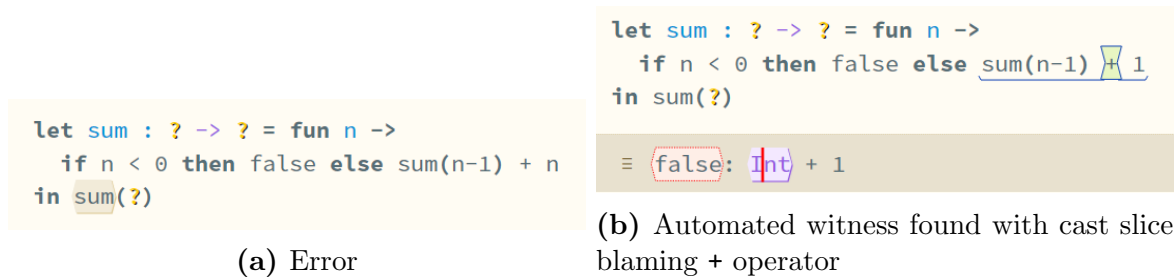 let sum : ? -> ? = fun n ->
if n < 0 then false else sum(n-1) + n
in sum(?)
(a) Error
let sum : ? -> ? = fun n ->
if n < 0 then false else sum(n-1) + 1
in sum(?)
≡ false: Int + 1
(b) Automated witness found with cast slice
blaming + operator